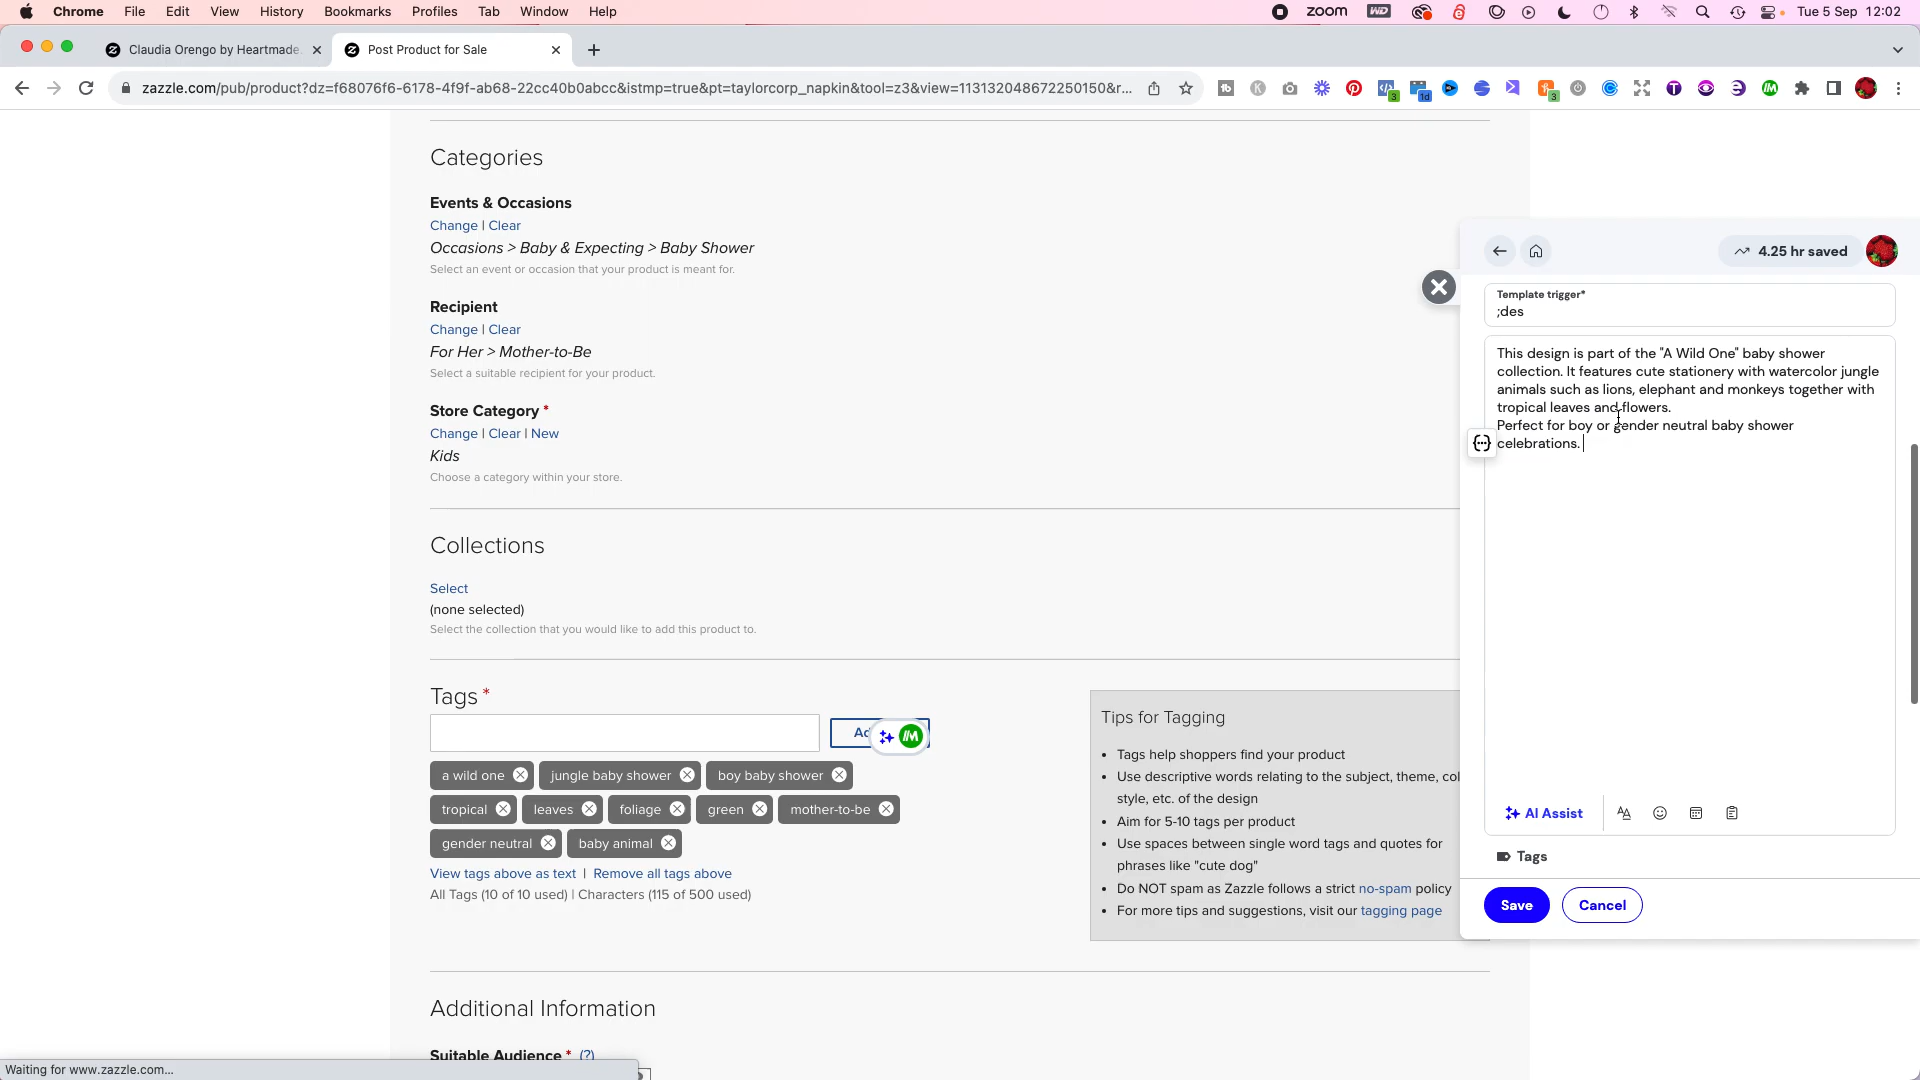 Chrome File Edit View History Bookmarks Profiles Tab Window Help zoom WD Tue 5 Sep 12:02
Claudia Orengo by Heartmade
Post Product for Sale
zazzle.com/pub/product?dz=f68076f6-6178-4f9f-ab68-22cc40b0abcc&istmp=true&pt=taylorcorp_napkin&tool=z3&view=113132048672250150&r...
3 1d 3
Categories
Events & Occasions
Change | Clear
Occasions > Baby & Expecting > Baby Shower
Select an event or occasion that your product is meant for.
Recipient
Change | Clear
For Her > Mother-to-Be
Select a suitable recipient for your product.
Store Category *
Change | Clear | New
Kids
Choose a category within your store.
Collections
Select
(none selected)
Select the collection that you would like to add this product to.
Tags *
Ad
a wild one jungle baby shower boy baby shower
tropical leaves foliage green mother-to-be
gender neutral baby animal
View tags above as text | Remove all tags above
All Tags (10 of 10 used) | Characters (115 of 500 used)
Tips for Tagging
Tags help shoppers find your product
Use descriptive words relating to the subject, theme, col
style, etc. of the design
Aim for 5-10 tags per product
Use spaces between single word tags and quotes for
phrases like "cute dog"
Do NOT spam as Zazzle follows a strict no-spam policy
For more tips and suggestions, visit our tagging page
Additional Information
Suitable Audience * (?)
Waiting for www.zazzle.com...
4.25 hr saved
Template trigger*
;des
This design is part of the "A Wild One" baby shower
collection. It features cute stationery with watercolor jungle
animals such as lions, elephant and monkeys together with
tropical leaves and flowers.
Perfect for boy or gender neutral baby shower
celebrations.
AI Assist
Tags
Save Cancel